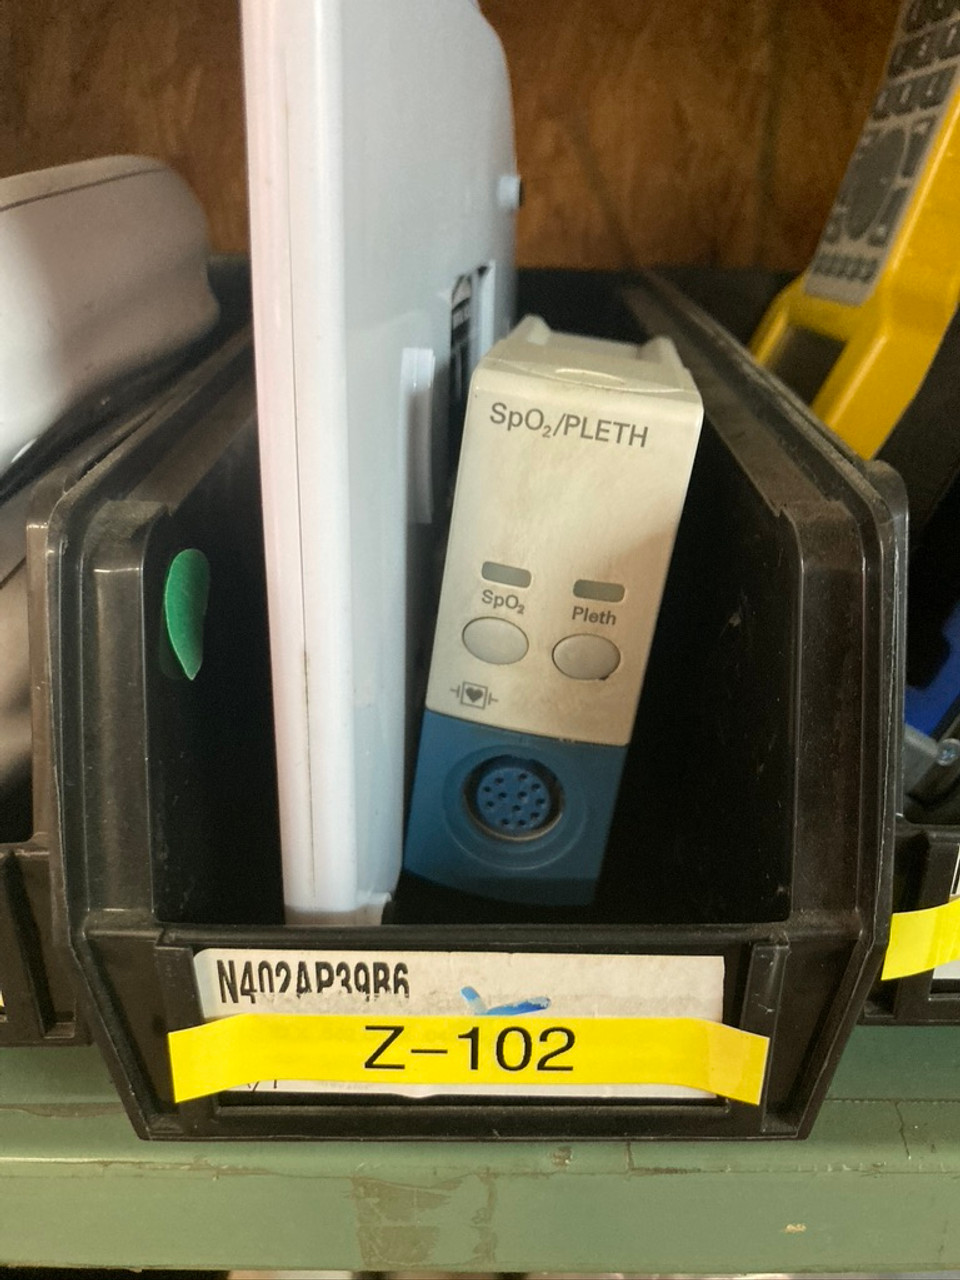 SpO₂/PLETH
SpO₂
Pleth
N402AP39B6
Z-102